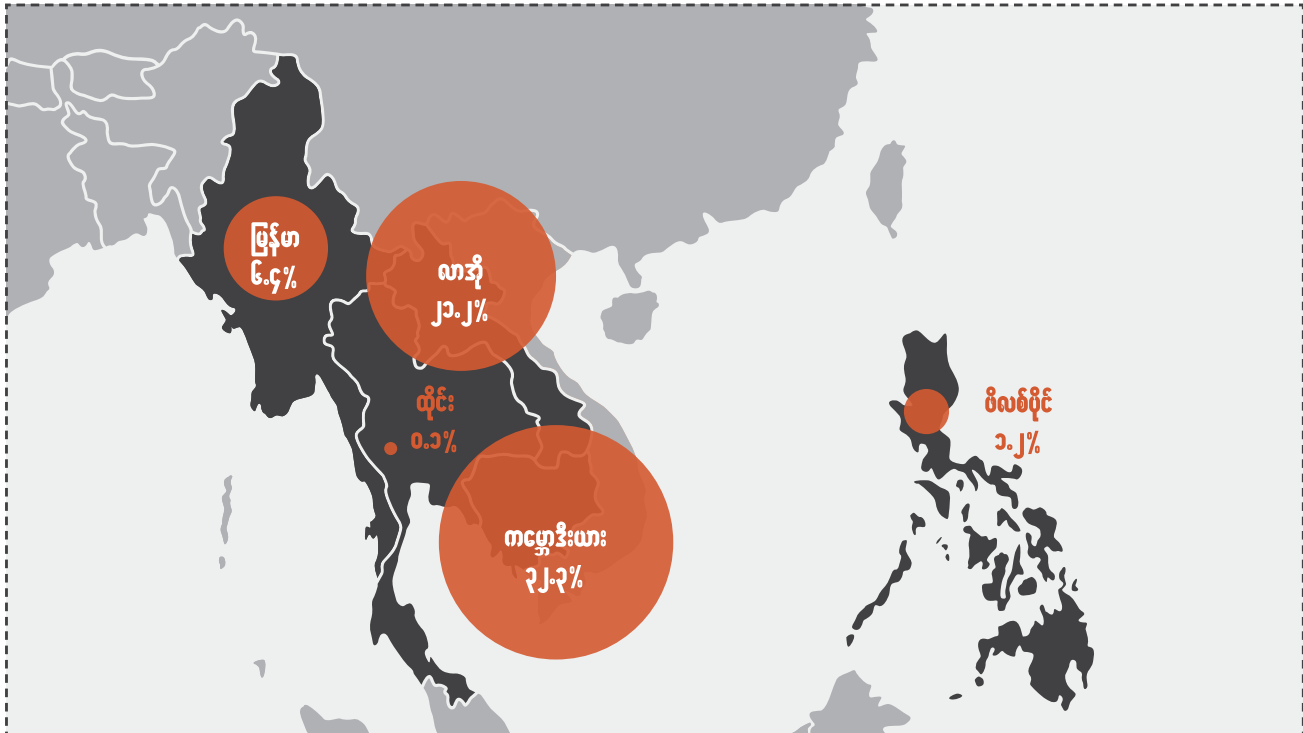 မြန်မာ
၆.၄%
လာအို
၂၁.၂%
ထိုင်း
၀.၁%
ဖိလစ်ပိုင်
၁.၂%
ကမ္ဘောဒီးယား
၃၂.၃%